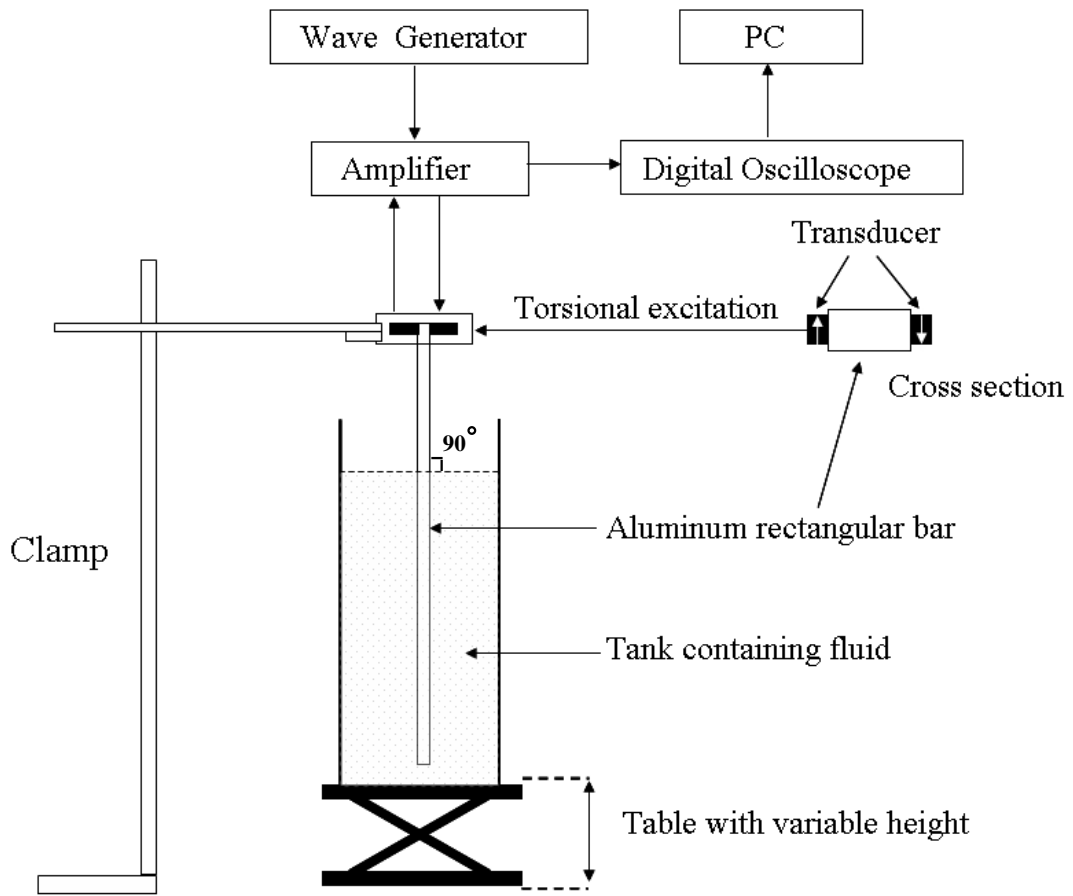 Wave Generator
PC
Amplifier
Digital Oscilloscope
Transducer
Torsional excitation
Cross section
90°
Aluminum rectangular bar
Clamp
Tank containing fluid
Table with variable height